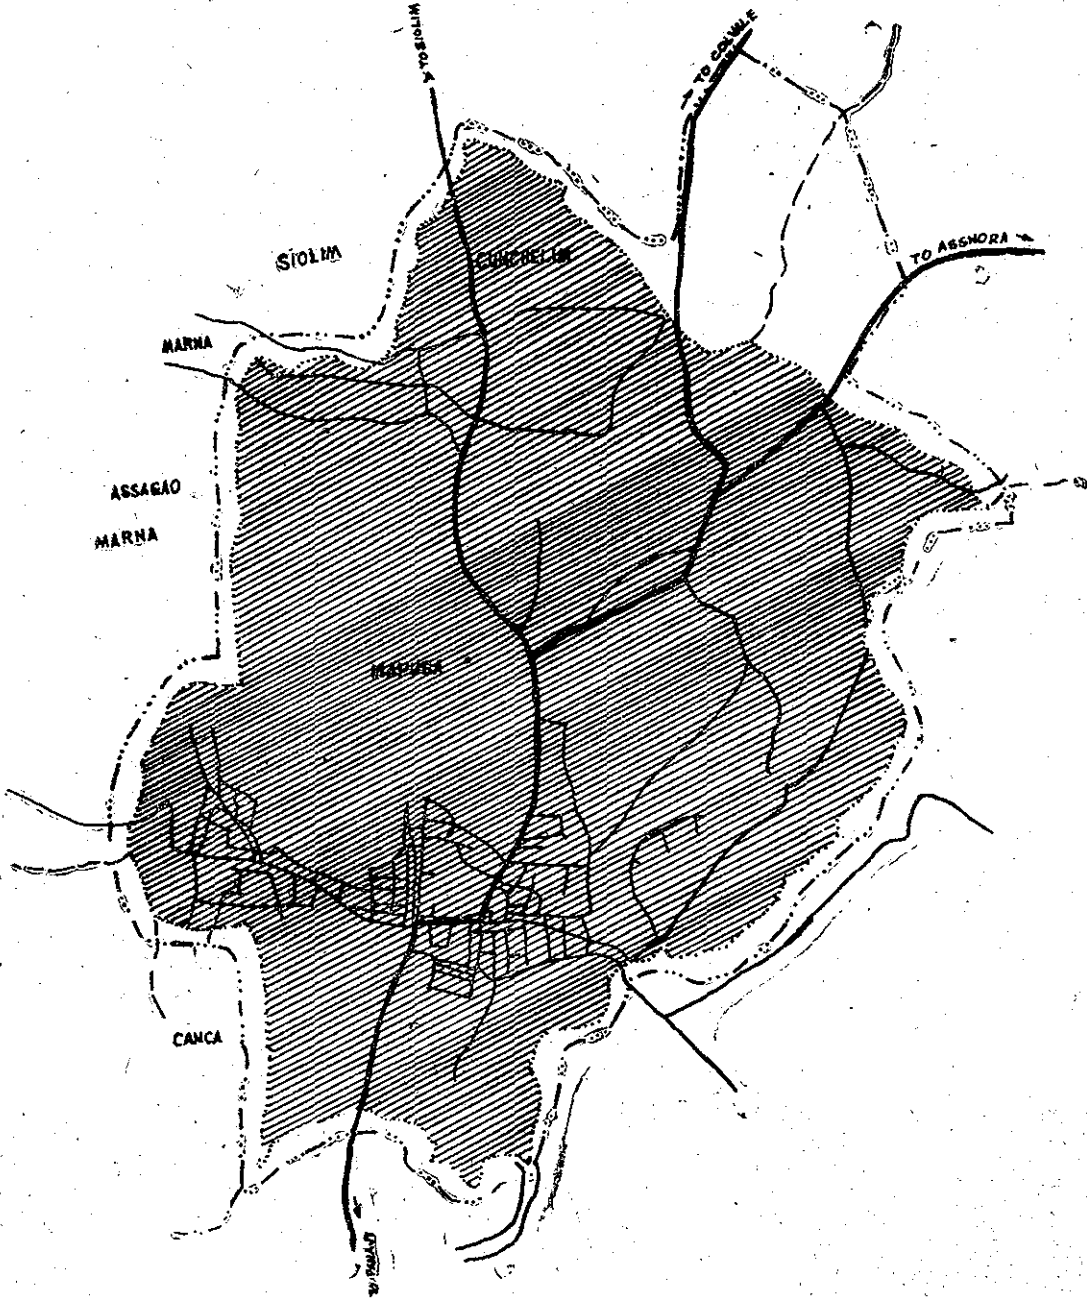 TO SIOLIM
TO COLVALE
TO ASSNORA
SIOLIM
CUNCHELIM
MARNA
ASSAGAO
MARNA
MAPUSA
CANCA
TO PANAJI